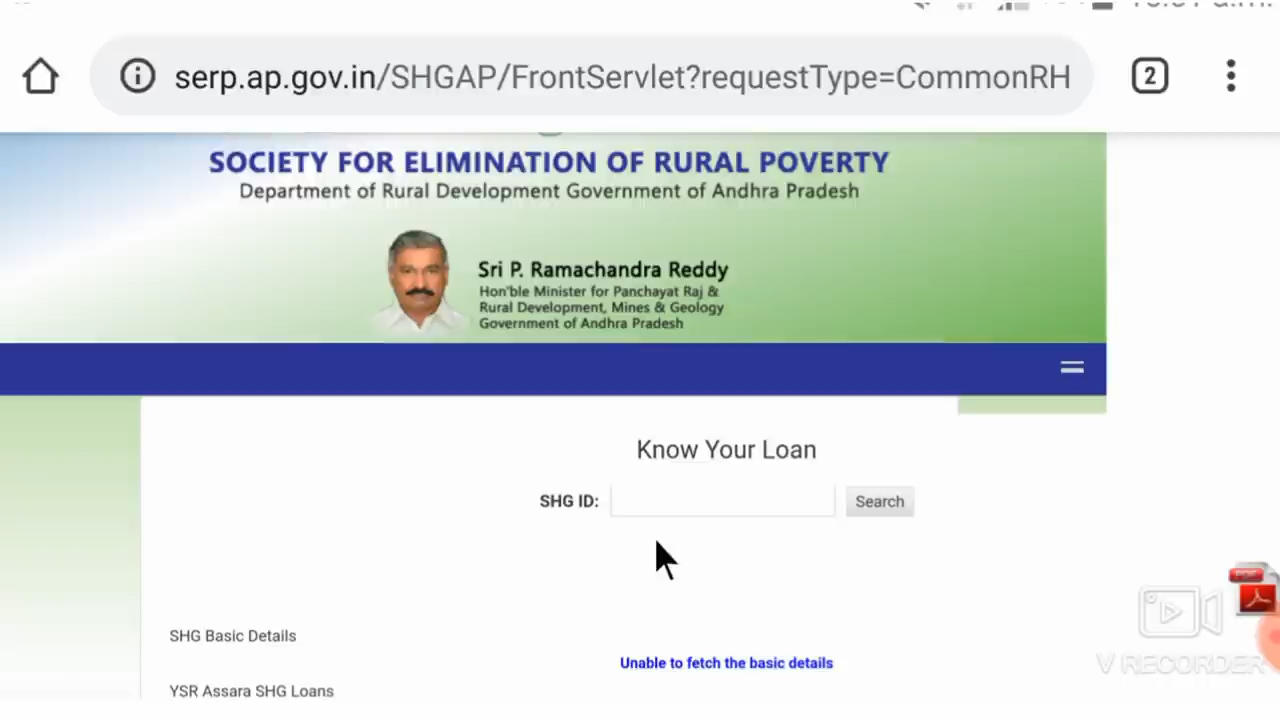 serp.ap.gov.in/SHGAP/FrontServlet?requestType=CommonRH
2
SOCIETY FOR ELIMINATION OF RURAL POVERTY
Department of Rural Development Government of Andhra Pradesh
Sri P. Ramachandra Reddy
Hon'ble Minister for Panchayat Raj &
Rural Development, Mines & Geology
Government of Andhra Pradesh
Know Your Loan
SHG ID:
Search
SHG Basic Details
Unable to fetch the basic details
YSR Assara SHG Loans
PDF
V RECORDER